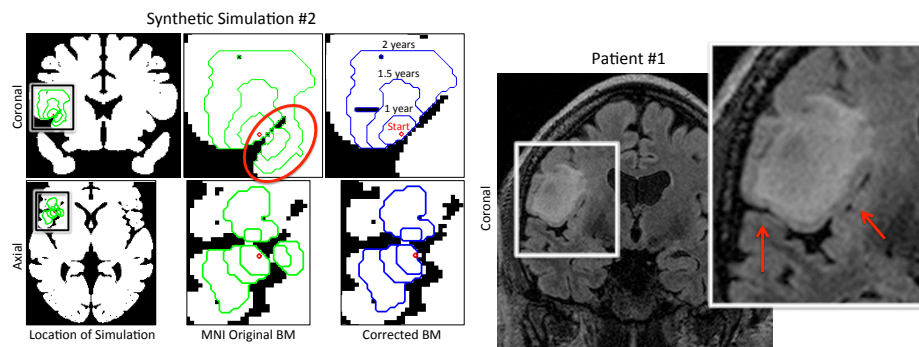 Synthetic Simulation #2
Coronal
2 years
1.5 years
1 year
Start
Axial
Location of Simulation
MNI Original BM
Corrected BM
Patient #1
Coronal